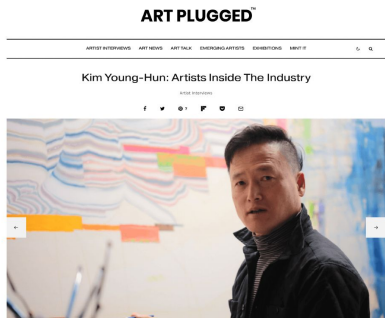 ART PLUGGED™
ARTIST INTERVIEWS ART NEWS ART TALK EMERGING ARTISTS EXHIBITIONS MINT IT
Kim Young-Hun: Artists Inside The Industry
Artist Interviews
2